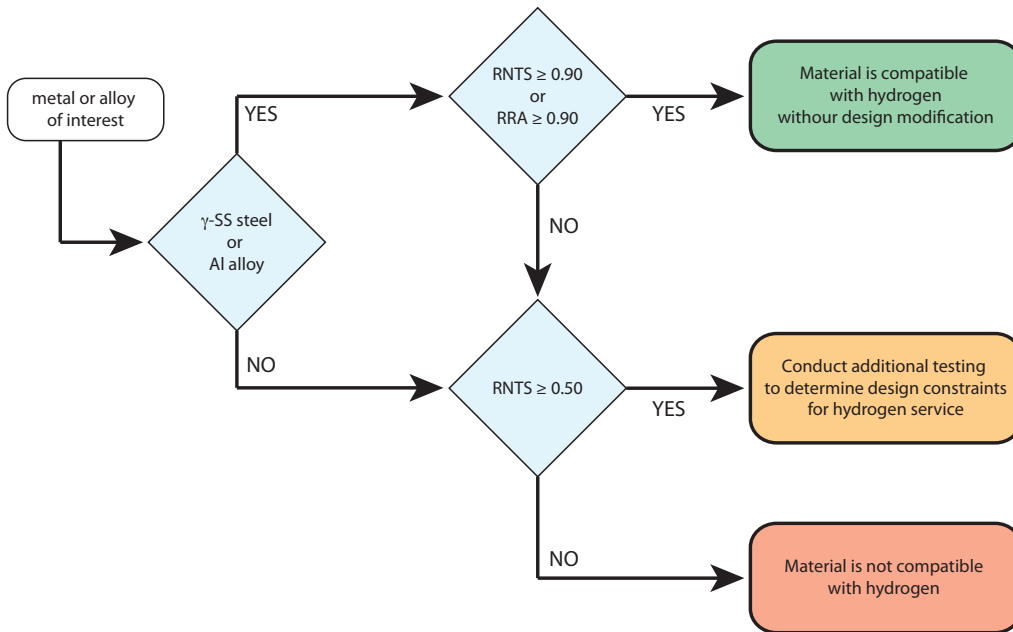 metal or alloy
of interest
YES
RNTS ≥ 0.90
or
RRA ≥ 0.90
YES
Material is compatible
with hydrogen
withour design modification
γ-SS steel
or
Al alloy
NO
NO
RNTS ≥ 0.50
YES
Conduct additional testing
to determine design constraints
for hydrogen service
NO
Material is not compatible
with hydrogen